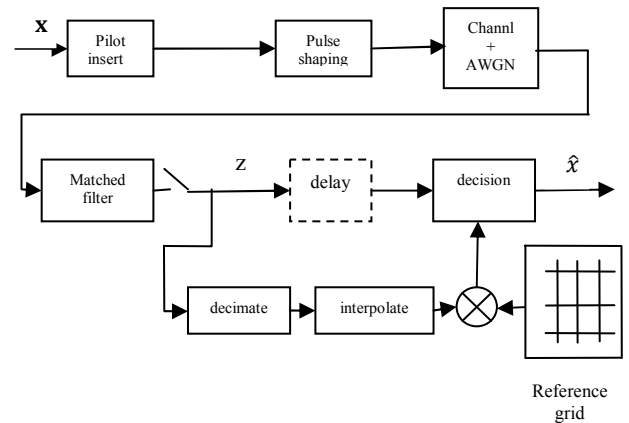 x
Pilot
insert
Pulse
shaping
Channl
+
AWGN
Matched
filter
z
delay
decision
x̂
decimate
interpolate
Reference
grid